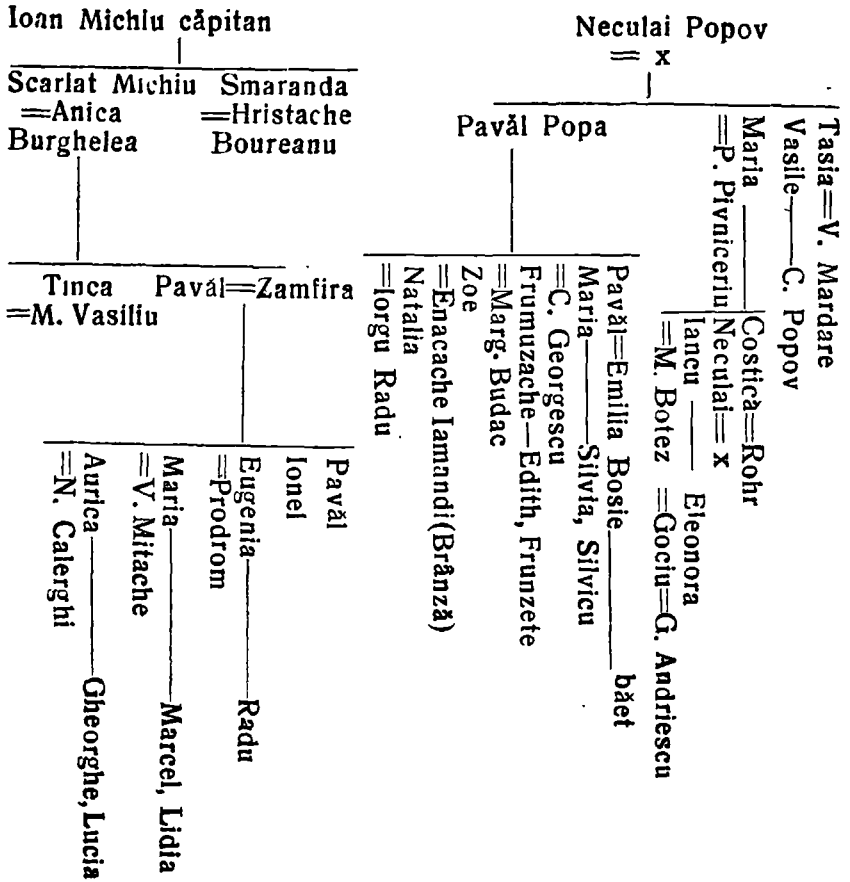 Ioan Michiu căpitan
Scarlat Michiu
=Anica
Burghelea
Smaranda
=Hristache
Boureanu
Tinca
=M. Vasiliu
Pavăl=Zamfira
Pavăl
Ionel
Eugenia
=Prodrom
Radu
Maria
=V. Mitache
Marcel, Lidia
Aurica
=N. Calerghi
Gheorghe, Lucia
Neculai Popov
= x
Pavăl Popa
Tasia=V. Mardare
Vasile—C. Popov
Maria
=P. Pivniceriu
Costică=Rohr
Neculai=x
Iancu — Eleonora
=M. Botez =Gociu=G. Andriescu
Pavăl=Emilia Bosie
băet
Maria—Silvia, Silvicu
=C. Georgescu
Frumuzache—Edith, Frunzete
=Marg. Budac
Zoe
=Enacache Iamandi (Brânză)
Natalia
=Iorgu Radu